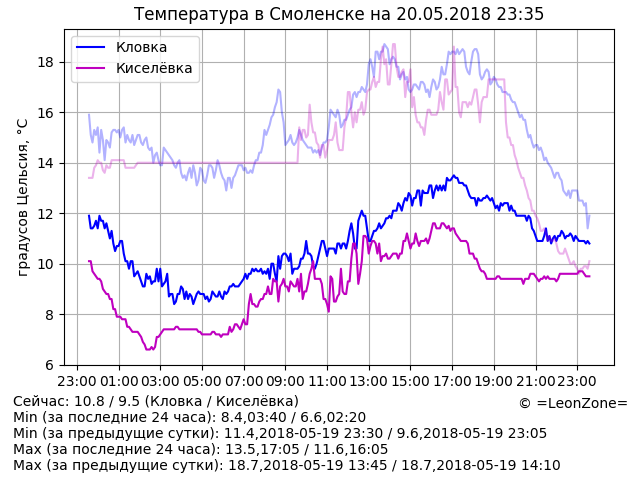 Температура в Смоленске на 20.05.2018 23:35
Кловка
Киселёвка
градусов Цельсия, °C
18
16
14
12
10
8
6
23:00 01:00 03:00 05:00 07:00 09:00 11:00 13:00 15:00 17:00 19:00 21:00 23:00
Сейчас: 10.8 / 9.5 (Кловка / Киселёвка)
© =LeonZone=
Min (за последние 24 часа): 8.4,03:40 / 6.6,02:20
Min (за предыдущие сутки): 11.4,2018-05-19 23:30 / 9.6,2018-05-19 23:05
Max (за последние 24 часа): 13.5,17:05 / 11.6,16:05
Max (за предыдущие сутки): 18.7,2018-05-19 13:45 / 18.7,2018-05-19 14:10